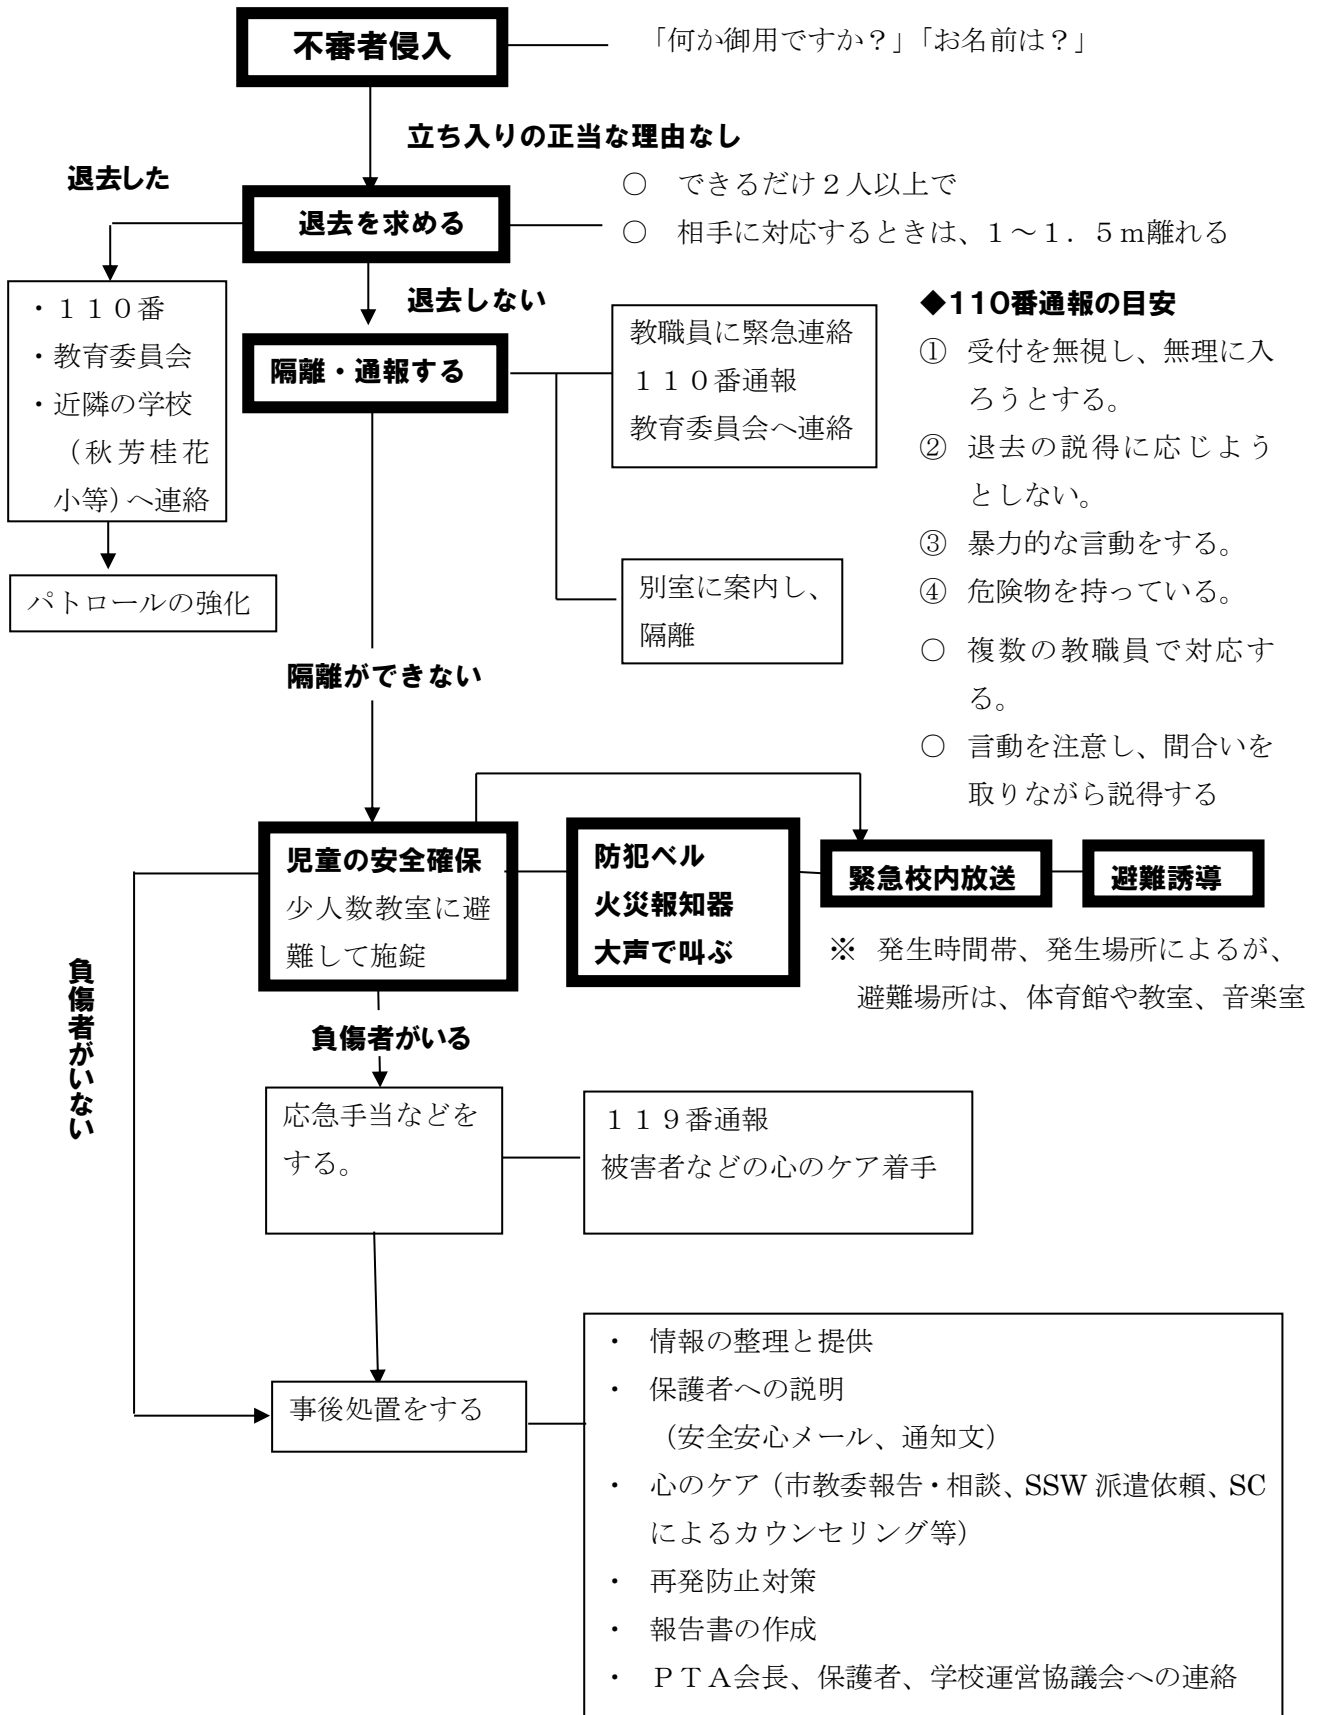 不審者侵入
「何か御用ですか？」「お名前は？」
立ち入りの正当な理由なし
退去した
退去を求める
○　できるだけ２人以上で
○　相手に対応するときは、１～１．５ｍ離れる
・１１０番
・教育委員会
・近隣の学校
（秋芳桂花
小等）へ連絡
パトロールの強化
退去しない
隔離・通報する
教職員に緊急連絡
１１０番通報
教育委員会へ連絡
別室に案内し、
隔離
◆110番通報の目安
① 受付を無視し、無理に入
ろうとする。
② 退去の説得に応じよう
としない。
③ 暴力的な言動をする。
④ 危険物を持っている。
○ 複数の教職員で対応す
る。
○ 言動を注意し、間合いを
取りながら説得する
隔離ができない
児童の安全確保
少人数教室に避
難して施錠
防犯ベル
火災報知器
大声で叫ぶ
緊急校内放送
避難誘導
※ 発生時間帯、発生場所によるが、
避難場所は、体育館や教室、音楽室
負傷者がいない
負傷者がいる
応急手当などを
する。
１１９番通報
被害者などの心のケア着手
事後処置をする
・ 情報の整理と提供
・ 保護者への説明
（安全安心メール、通知文）
・ 心のケア（市教委報告・相談、SSW 派遣依頼、SC
によるカウンセリング等）
・ 再発防止対策
・ 報告書の作成
・ ＰＴＡ会長、保護者、学校運営協議会への連絡